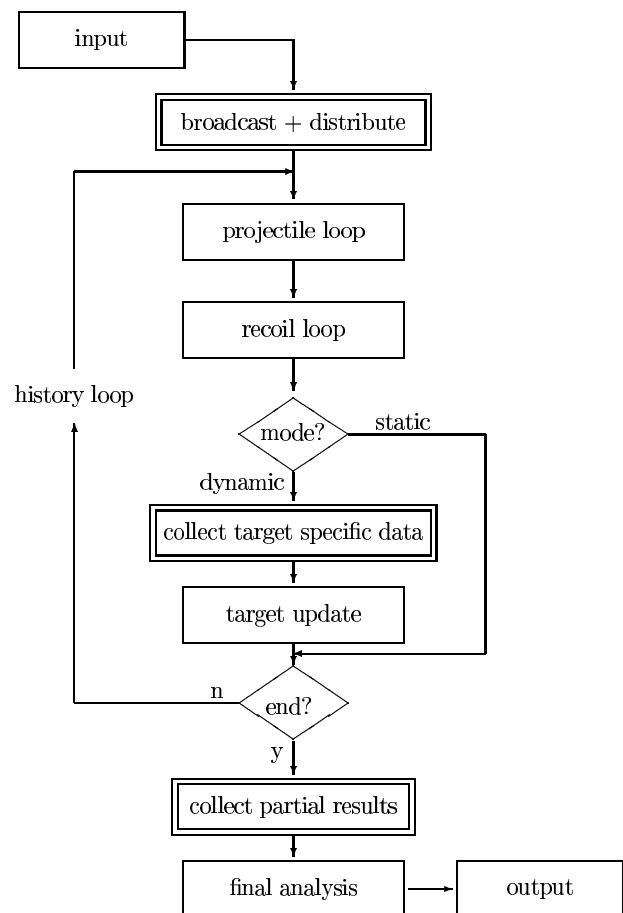 input
broadcast + distribute
projectile loop
recoil loop
history loop
mode?
static
dynamic
collect target specific data
target update
n
end?
y
collect partial results
final analysis
output